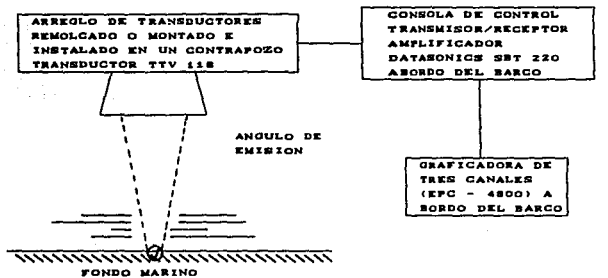 ARREGLO DE TRANSDUCTORES
REMOLCADO O MONTADO E
INSTALADO EN UN CONTRAPOZO
TRANSDUCTOR TTV 118
CONSOLA DE CONTROL
TRANSMISOR/RECEPTOR
AMPLIFICADOR
DATASONICS SBT 220
ABORDO DEL BARCO
ANGULO DE
EMISION
GRAFICADORA DE
TRES CANALES
(EPC - 4800) A
BORDO DEL BARCO
FONDO MARINO